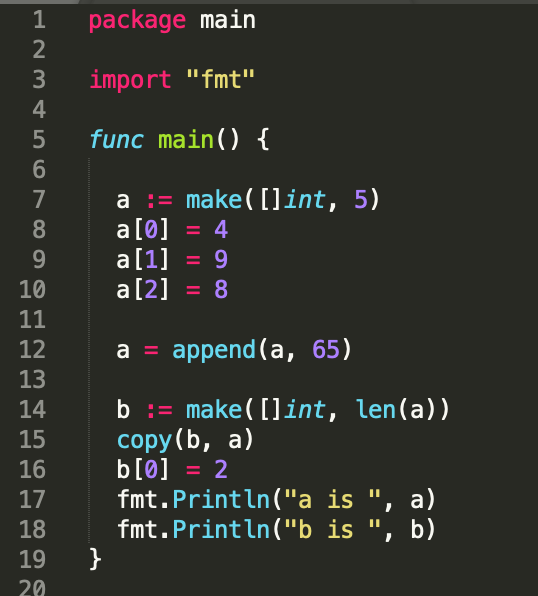 1 package main
2
3 import "fmt"
4
5 func main() {
6
7 a := make([]int, 5)
8 a[0] = 4
9 a[1] = 9
10 a[2] = 8
11
12 a = append(a, 65)
13
14 b := make([]int, len(a))
15 copy(b, a)
16 b[0] = 2
17 fmt.Println("a is ", a)
18 fmt.Println("b is ", b)
19 }
20